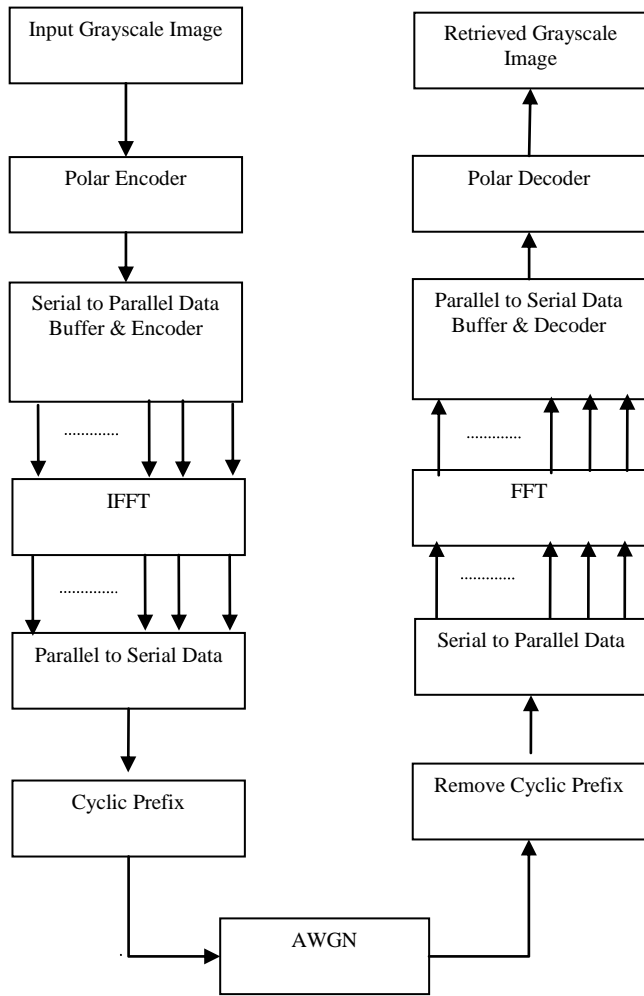 Input Grayscale Image
Polar Encoder
Serial to Parallel Data
Buffer & Encoder
.............
IFFT
..............
Parallel to Serial Data
Cyclic Prefix
AWGN
Remove Cyclic Prefix
Serial to Parallel Data
.............
FFT
.............
Parallel to Serial Data
Buffer & Decoder
Polar Decoder
Retrieved Grayscale
Image